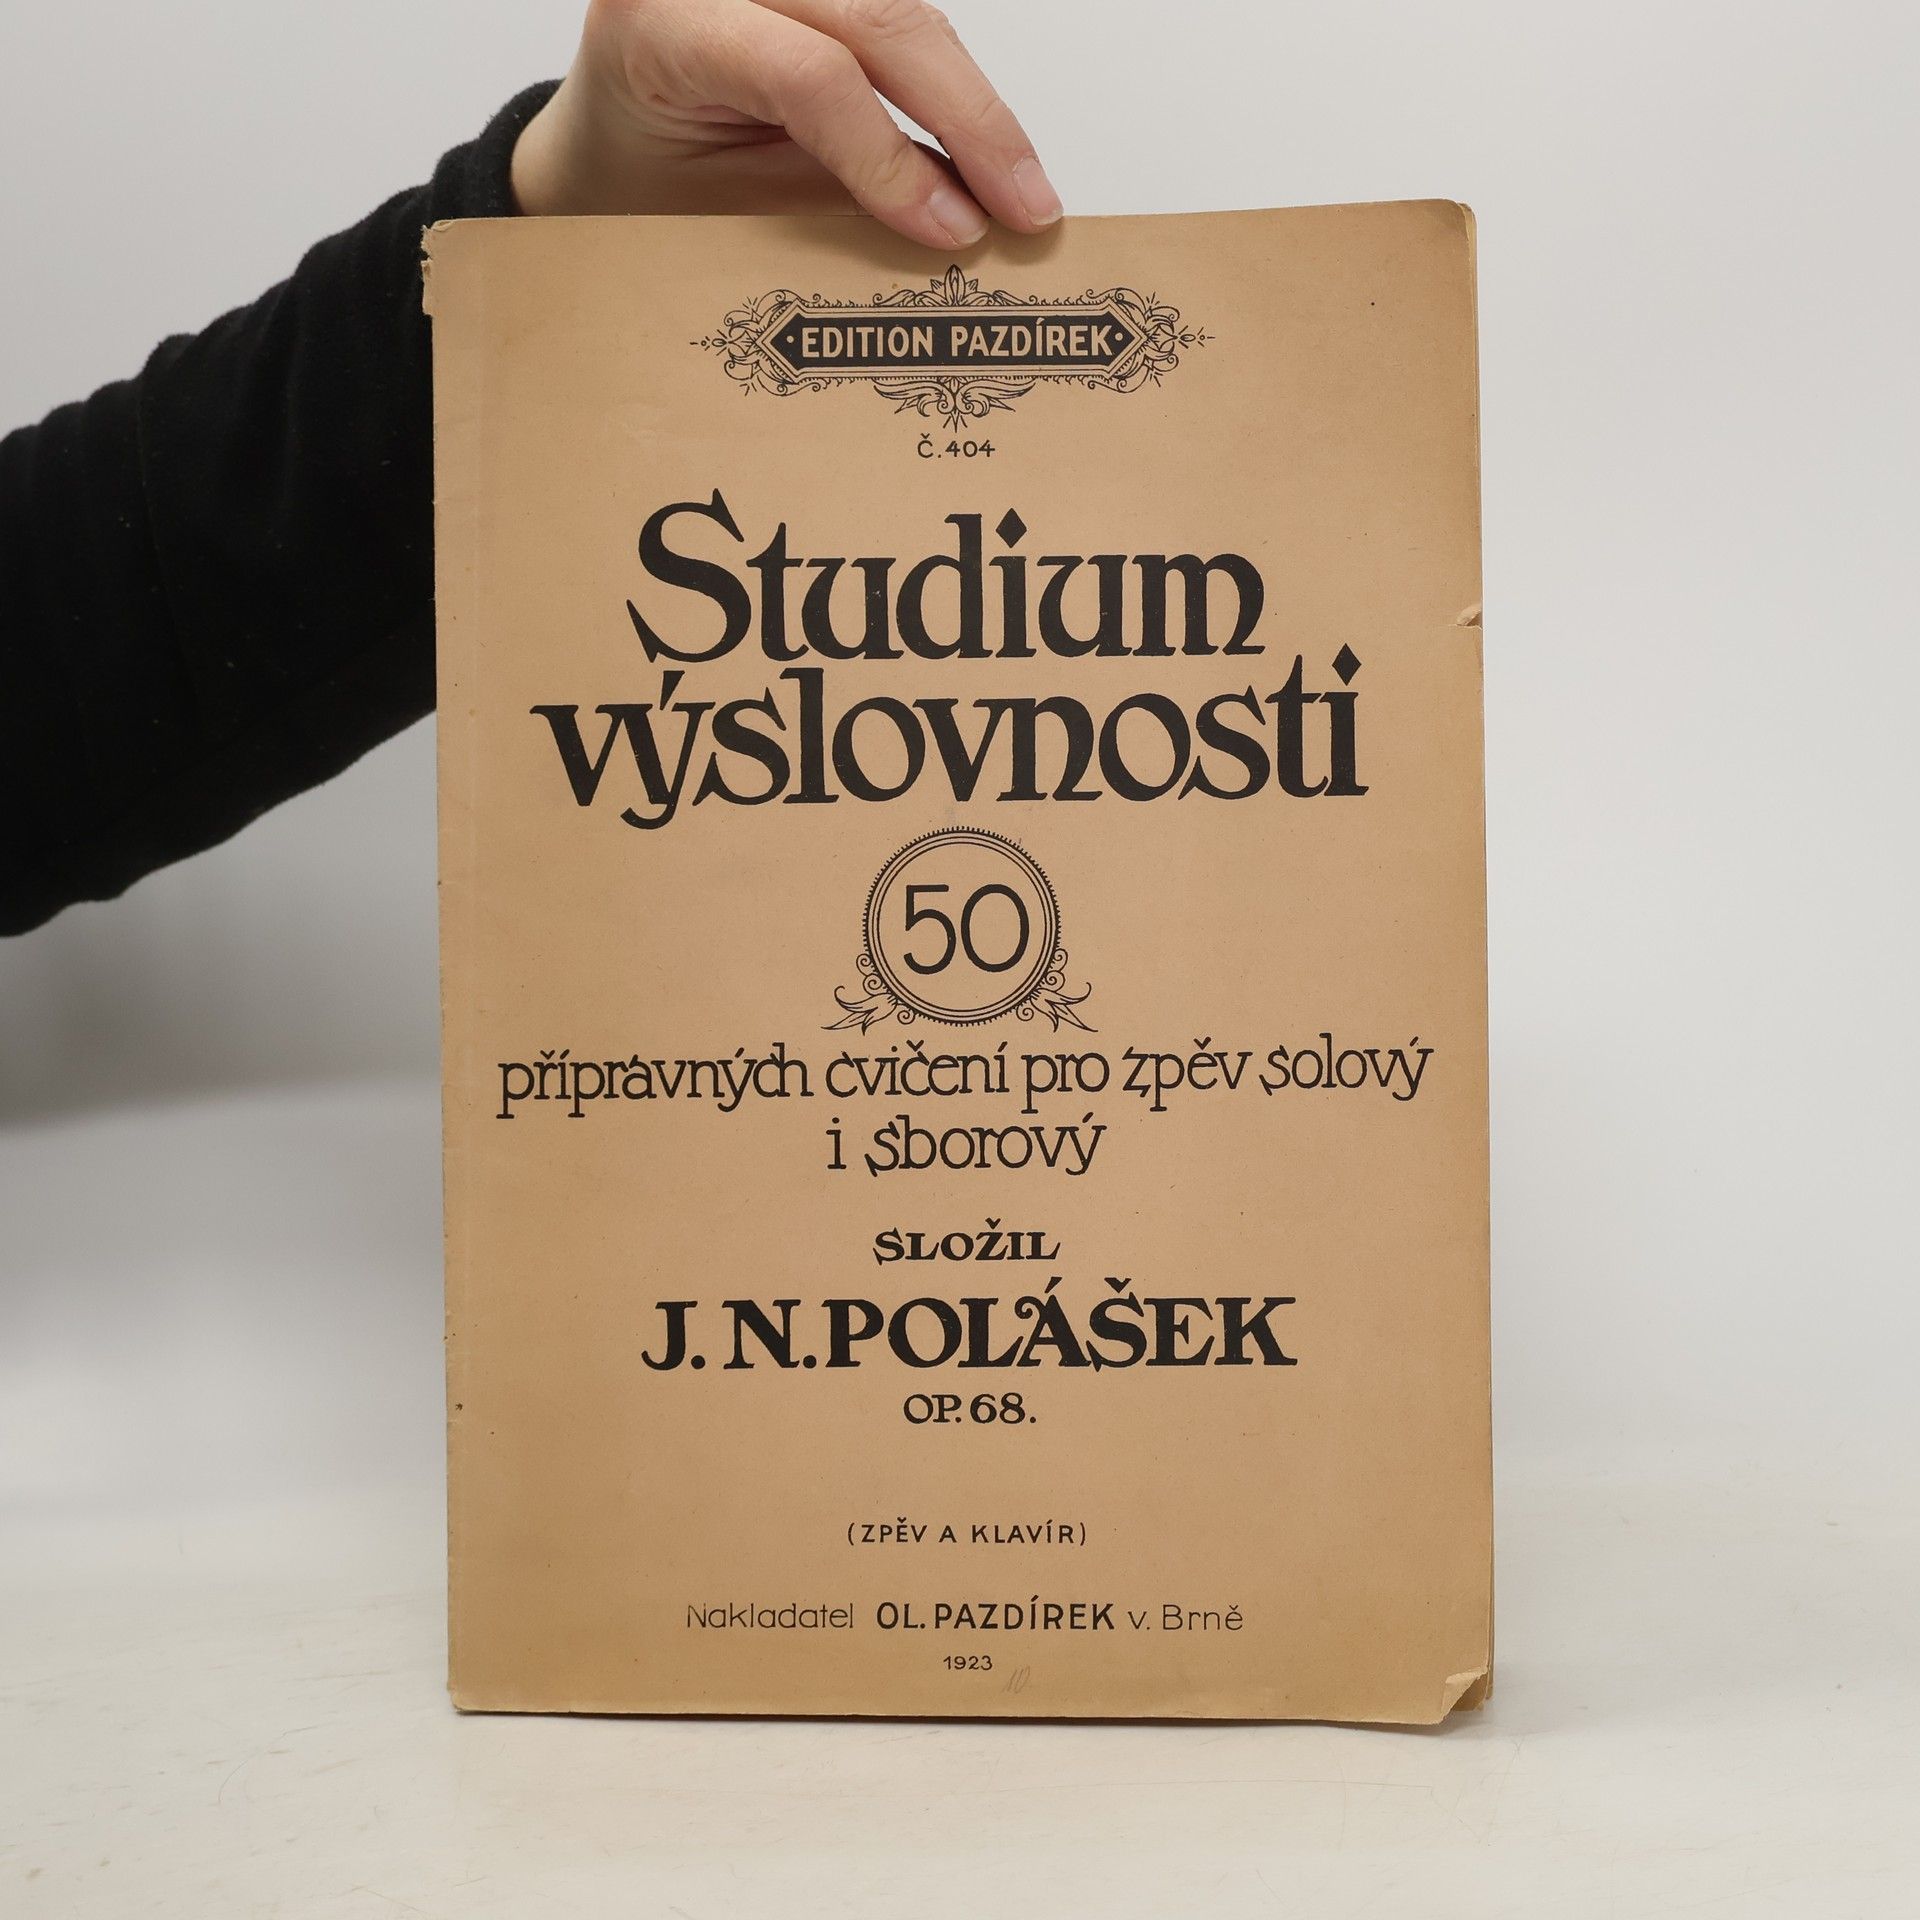 ·EDITION PAZDÍREK·
Č.404
Studium
výslovnosti
50
přípravných cvičení pro zpěv solový
i sborový
SLOŽIL
J. N. POLÁŠEK
OP. 68.
(ZPĚV A KLAVÍR)
Nakladatel OL. PAZDÍREK v. Brně
1923